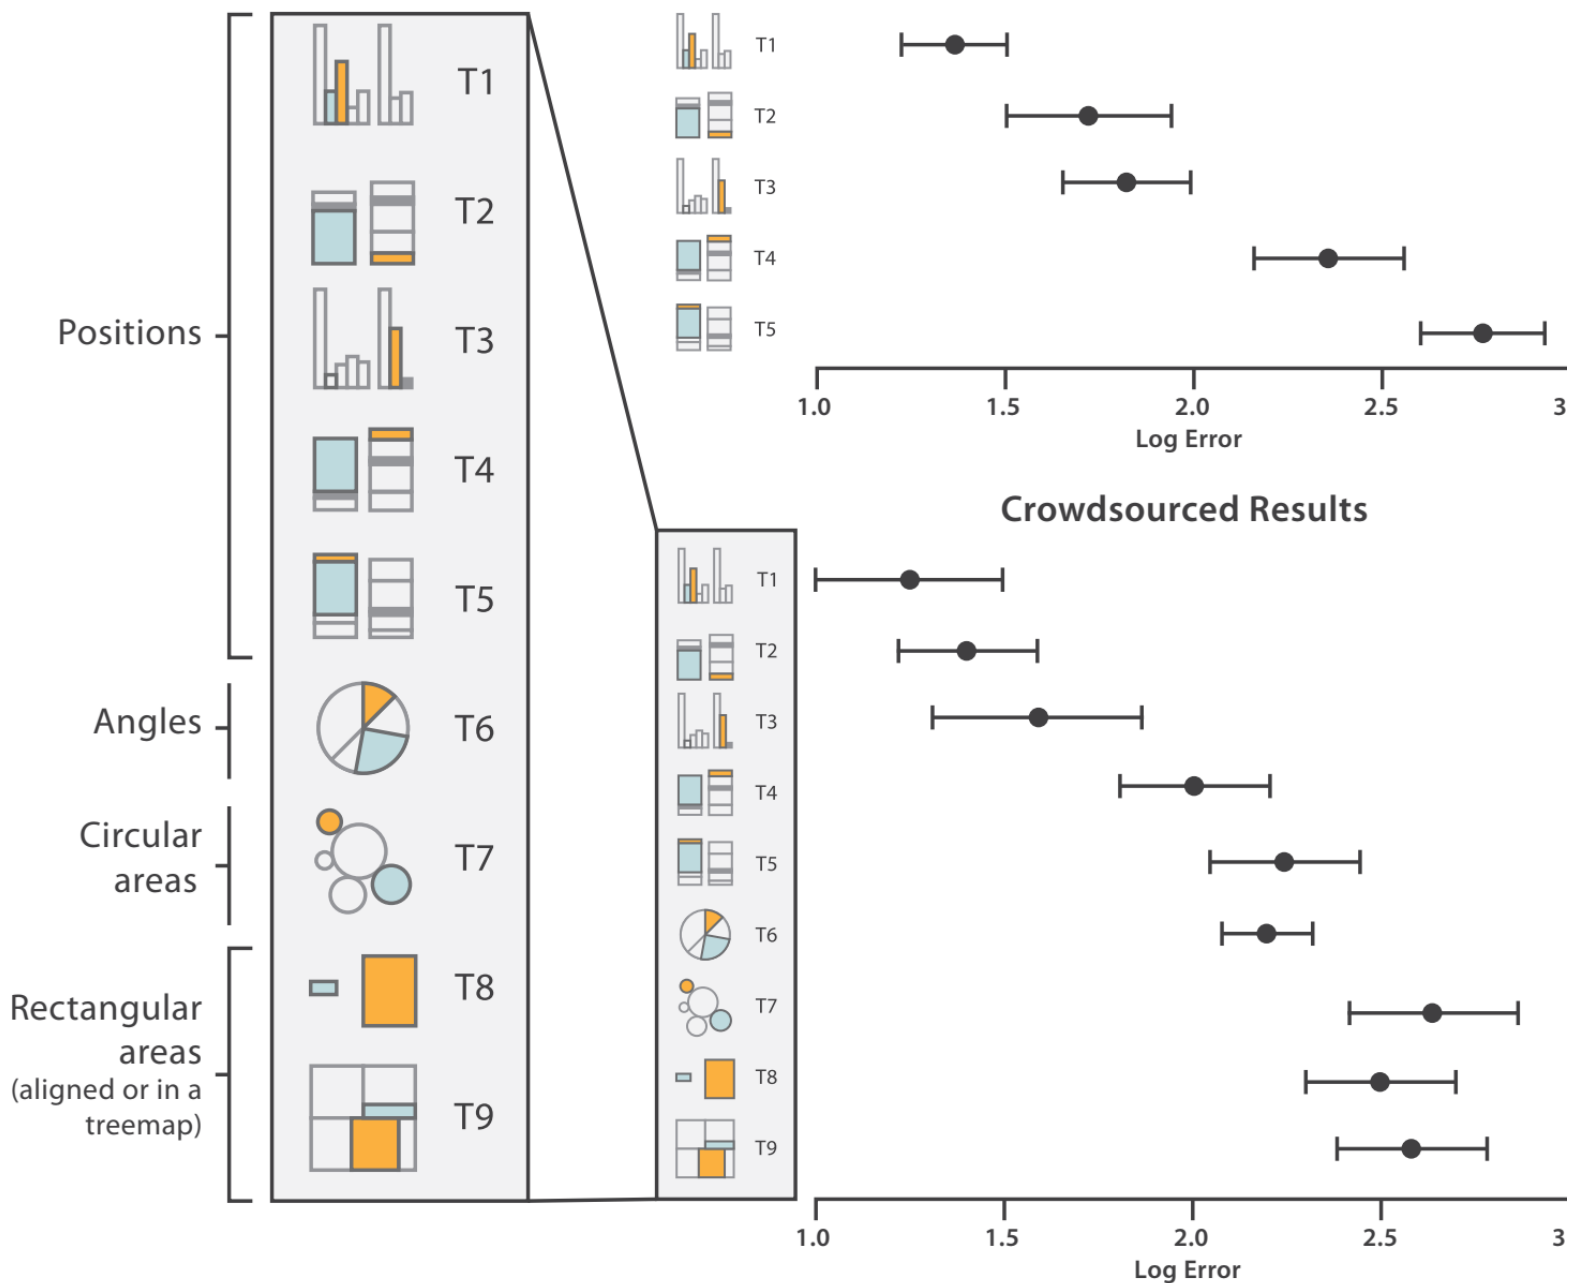 Positions
Angles
Circular
areas
Rectangular
areas
(aligned or in a
treemap)
T1
T2
T3
T4
T5
T6
T7
T8
T9
T1
T2
T3
T4
T5
1.0 1.5 2.0 2.5 3
Log Error
Crowdsourced Results
T1
T2
T3
T4
T5
T6
T7
T8
T9
1.0 1.5 2.0 2.5 3
Log Error